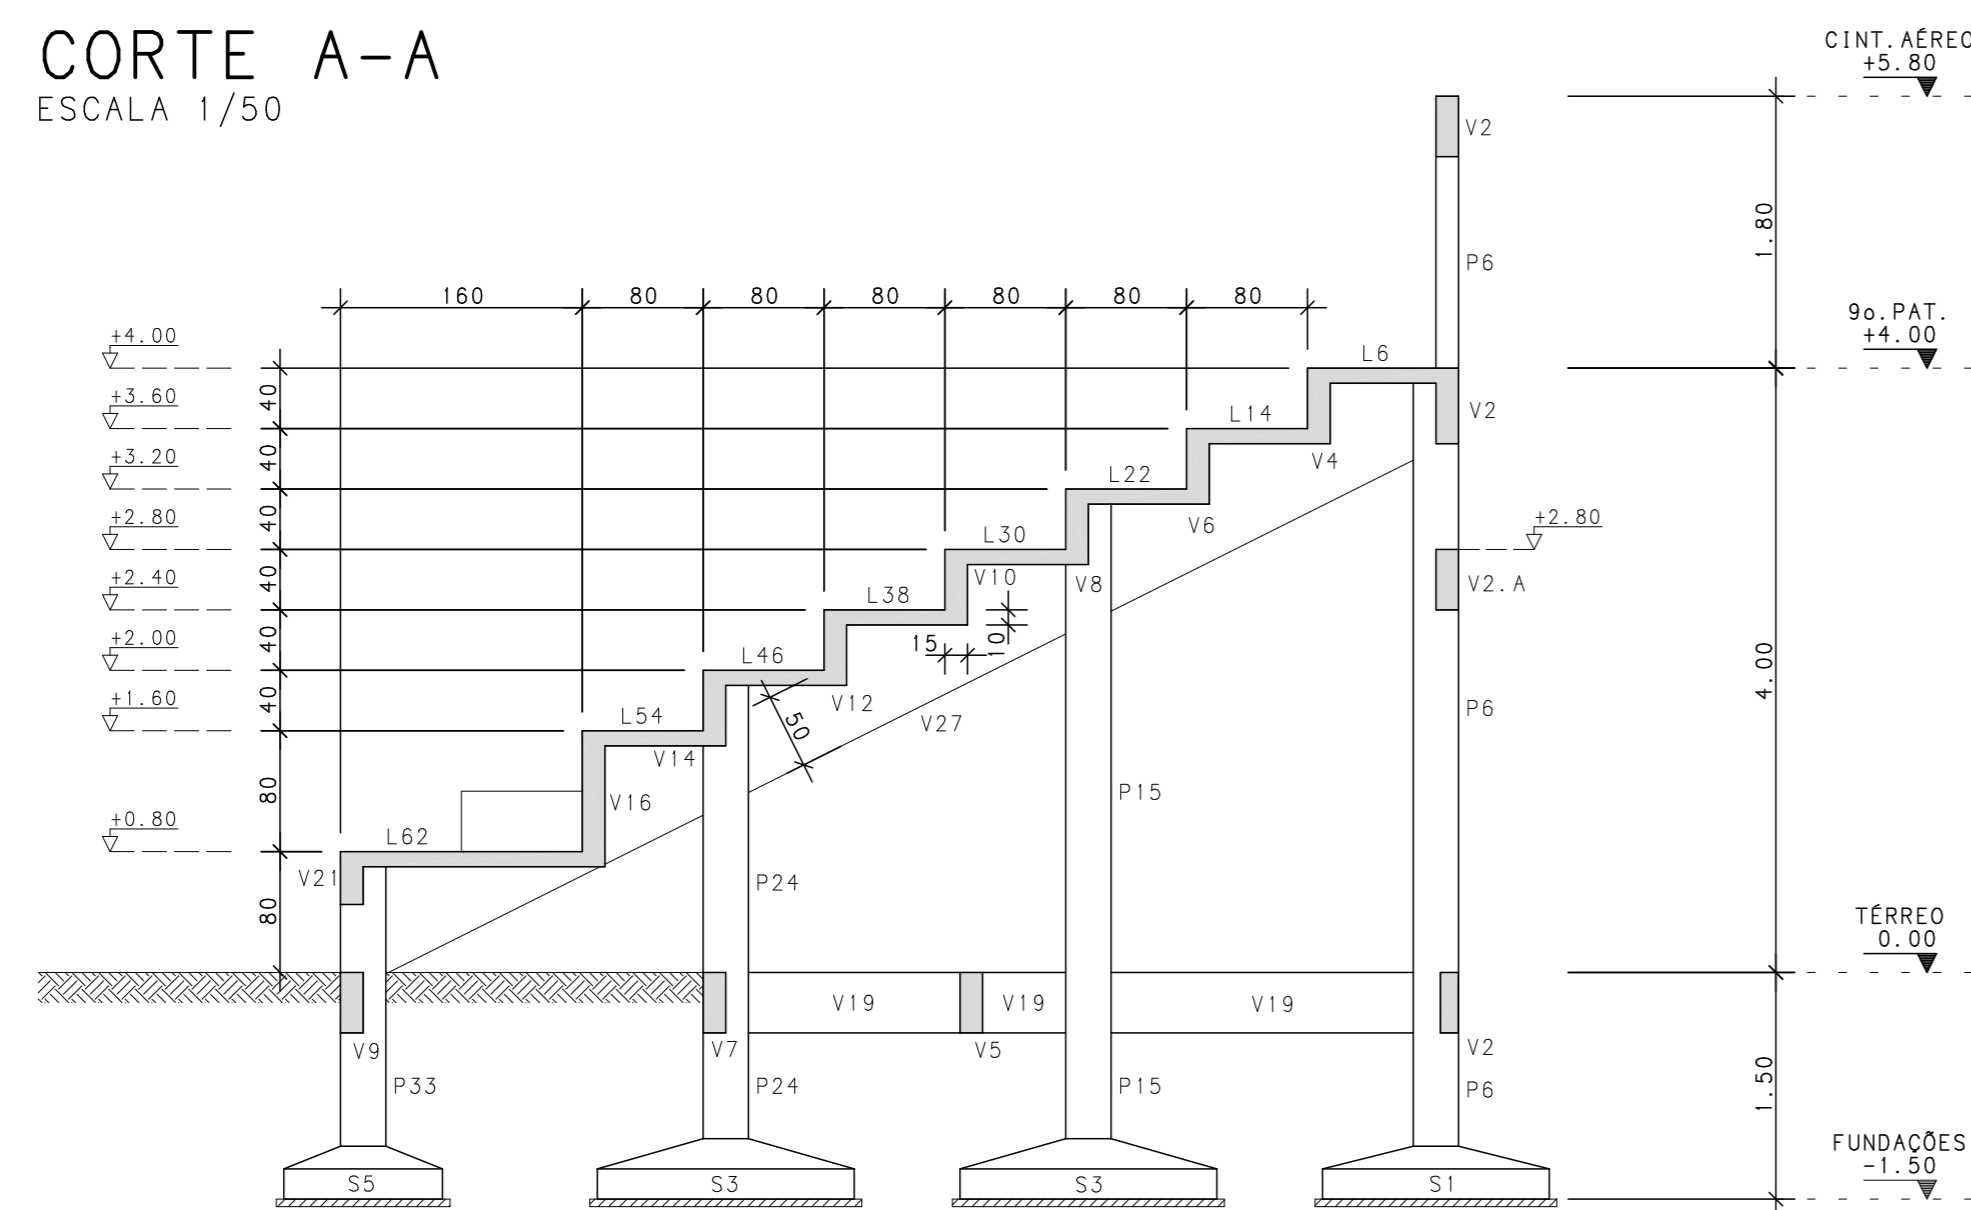 CORTE A-A
ESCALA 1/50
CINT.AÉREO
+5.80
V2
1.80
P6
160 80 80 80 80 80 80
9o.PAT.
+4.00
+4.00
40
L6
+3.60
40
L14
V2
+3.20
40
L22
V4
+2.80
40
L30
V6
+2.80
+2.40
40
L38
V10
V8
V2.A
+2.00
40
L46
15
10
4.00
+1.60
L54
V14
50
V12
V27
P6
80
V16
P15
+0.80
L62
V21
P24
80
TÉRREO
0.00
V19
V19
V19
V9
V7
V5
V2
P33
P24
P15
P6
1.50
FUNDAÇÕES
-1.50
S5
S3
S3
S1